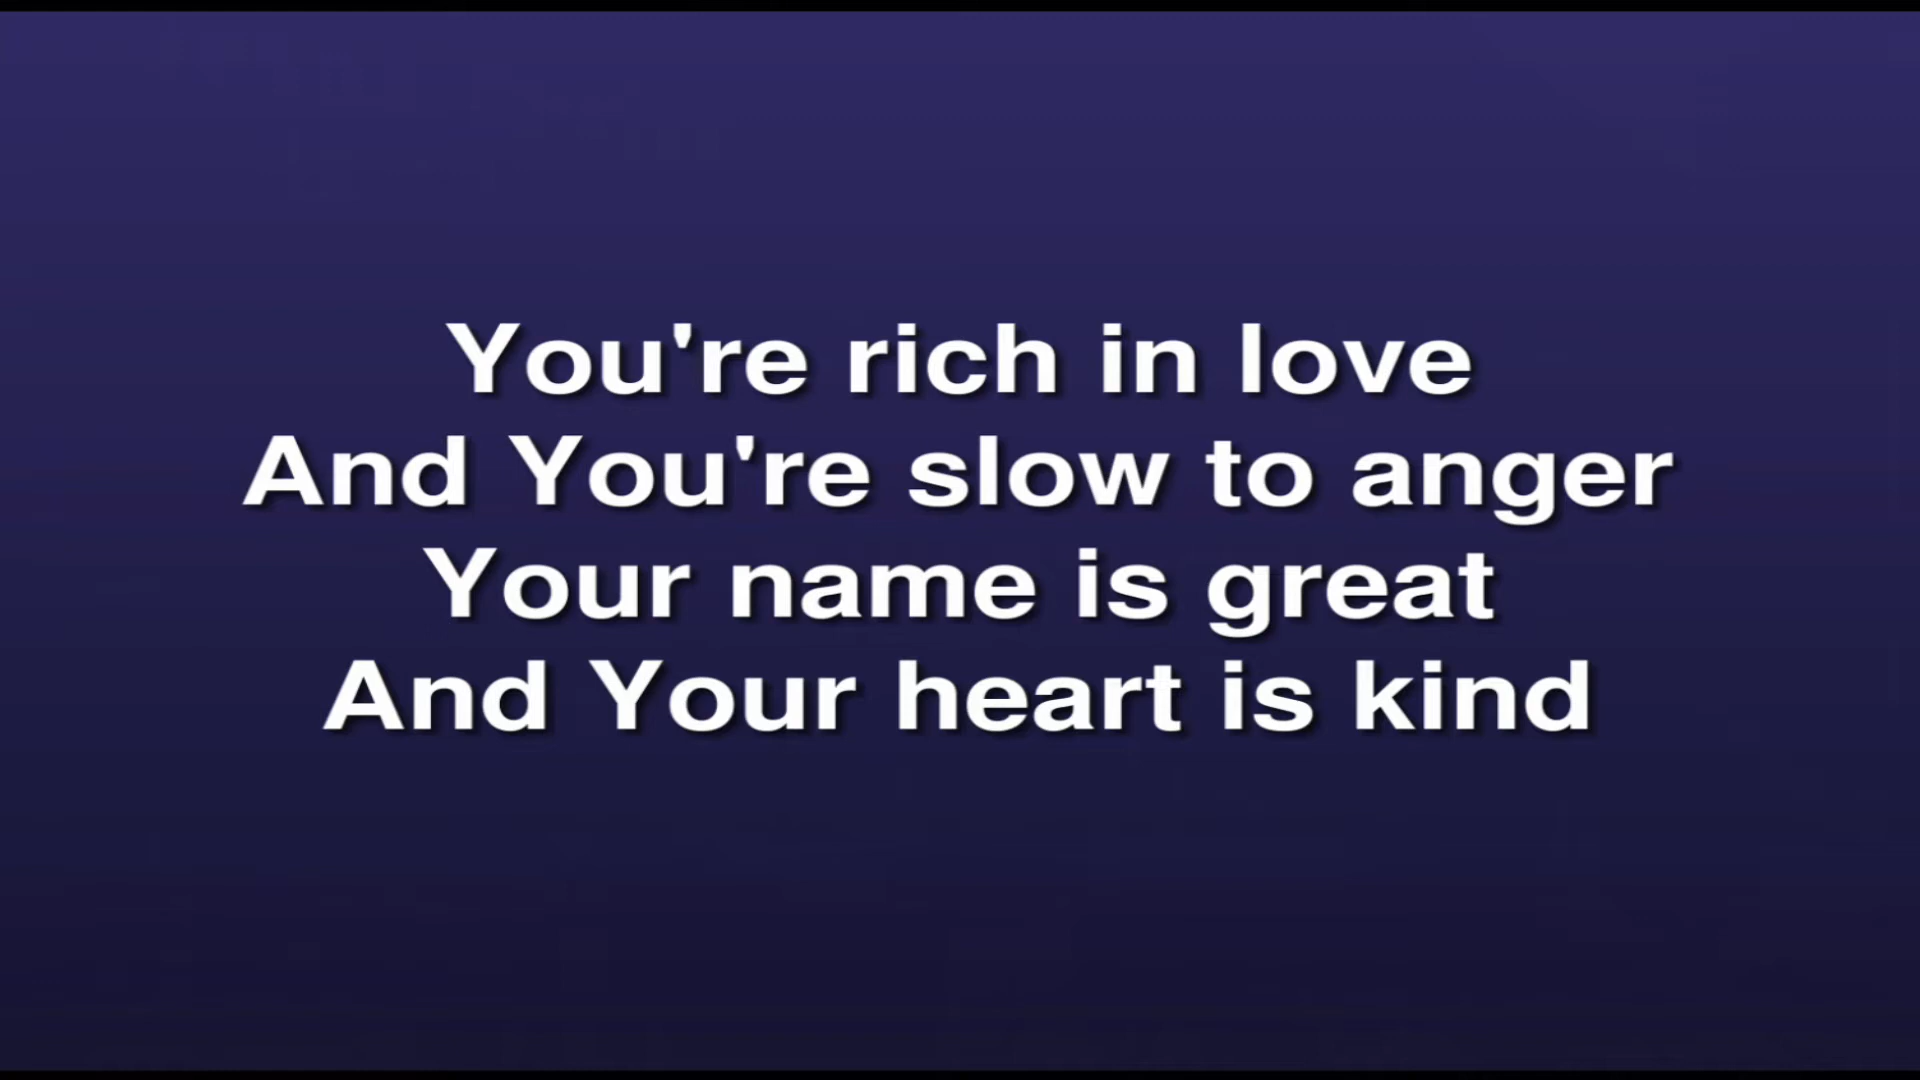 You're rich in love
And You're slow to anger
Your name is great
And Your heart is kind